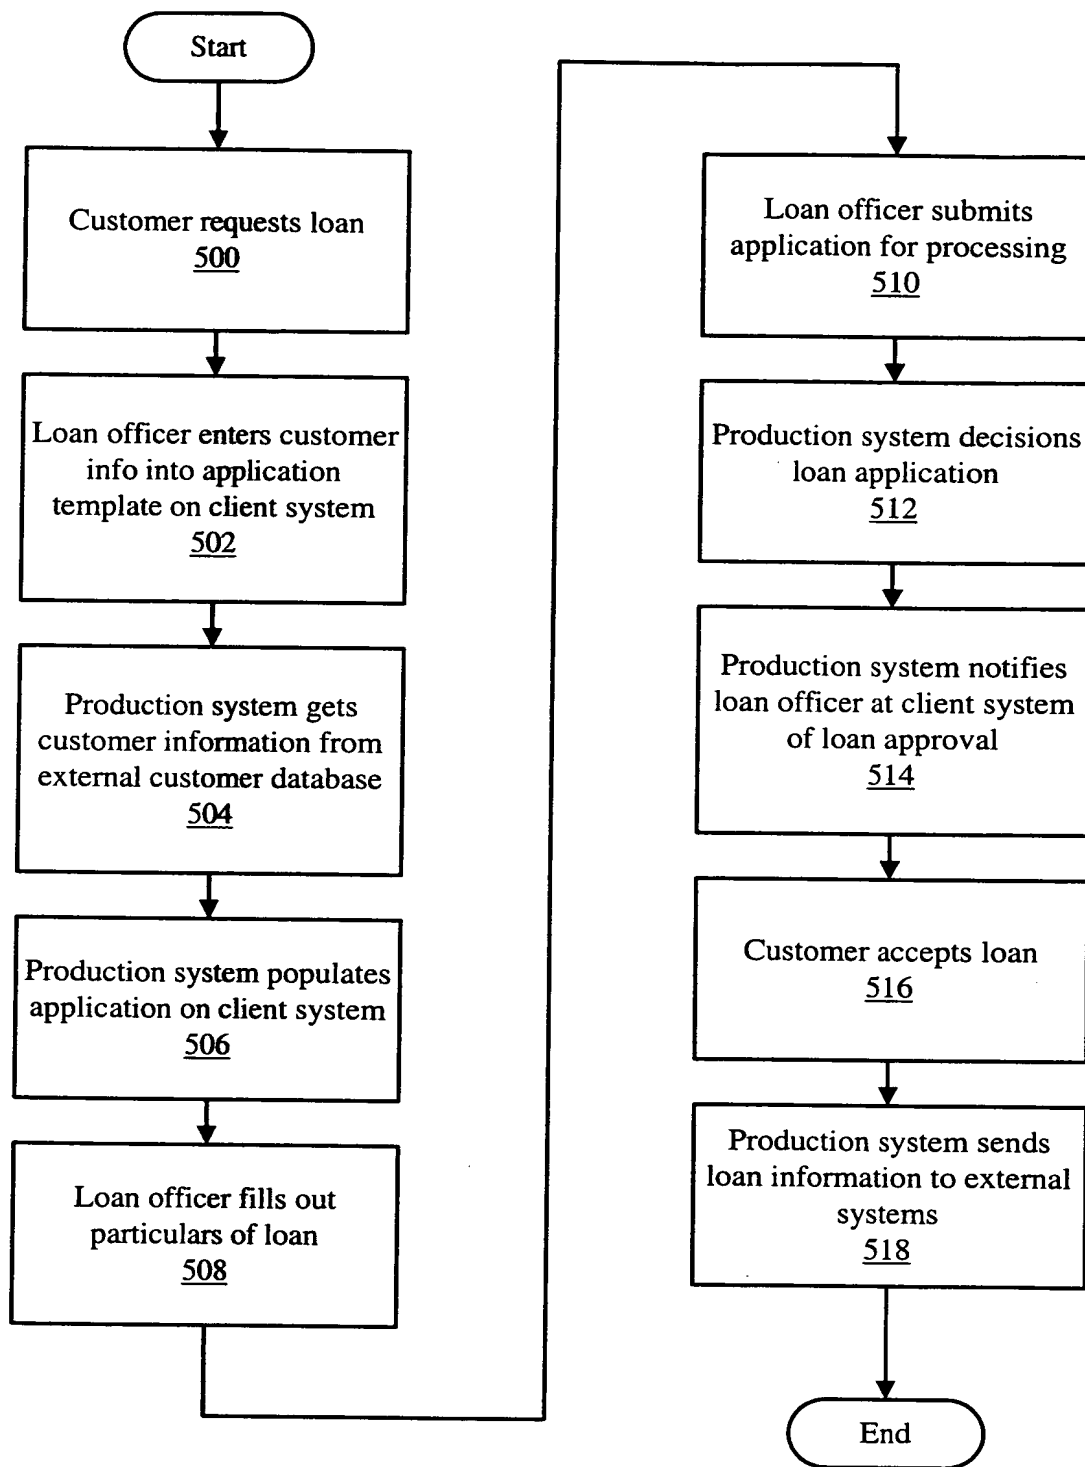 Start
Customer requests loan
500
Loan officer enters customer
info into application
template on client system
502
Production system gets
customer information from
external customer database
504
Production system populates
application on client system
506
Loan officer fills out
particulars of loan
508
Loan officer submits
application for processing
510
Production system decisions
loan application
512
Production system notifies
loan officer at client system
of loan approval
514
Customer accepts loan
516
Production system sends
loan information to external
systems
518
End